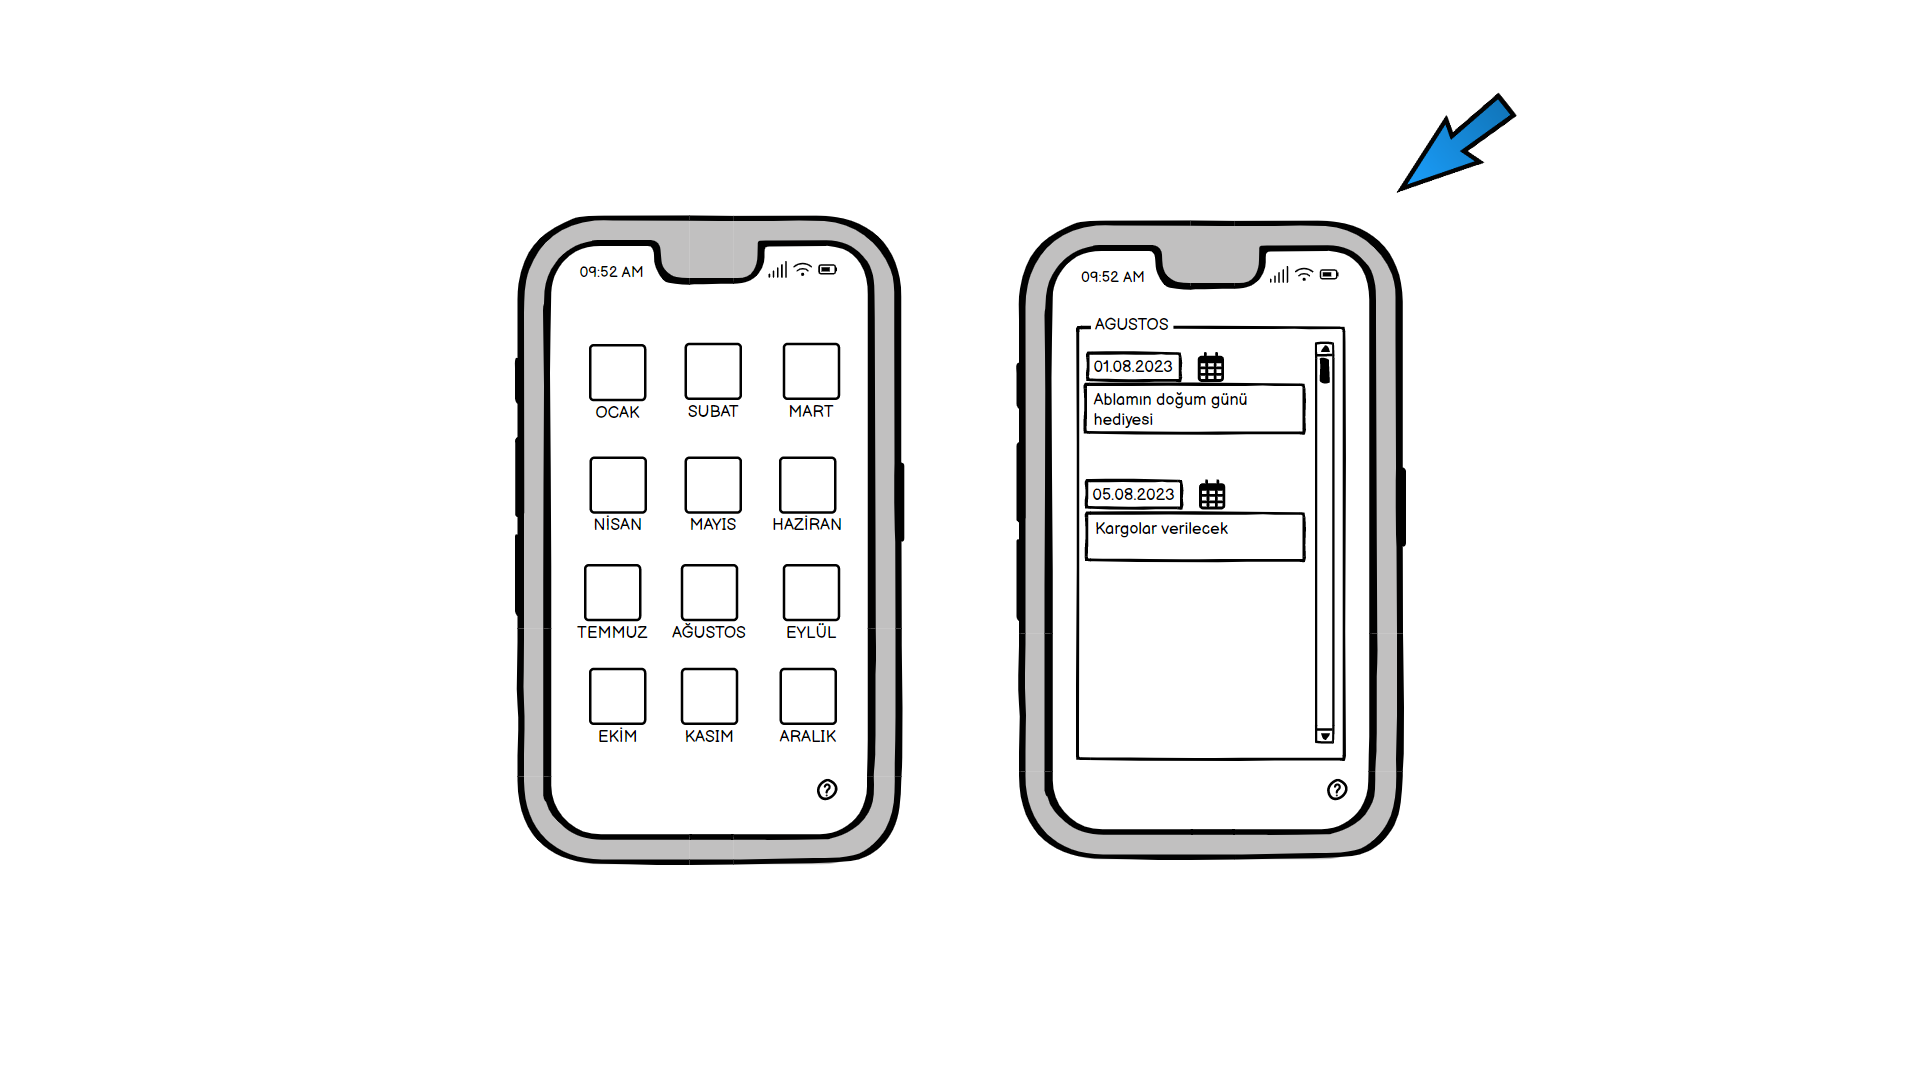 09:52 AM
OCAK
SUBAT
MART
NİSAN
MAYIS
HAZİRAN
TEMMUZ
AĞUSTOS
EYLÜL
EKİM
KASIM
ARALIK
?
09:52 AM
AGUSTOS
01.08.2023
Ablamın doğum günü
hediyesi
05.08.2023
Kargolar verilecek
?